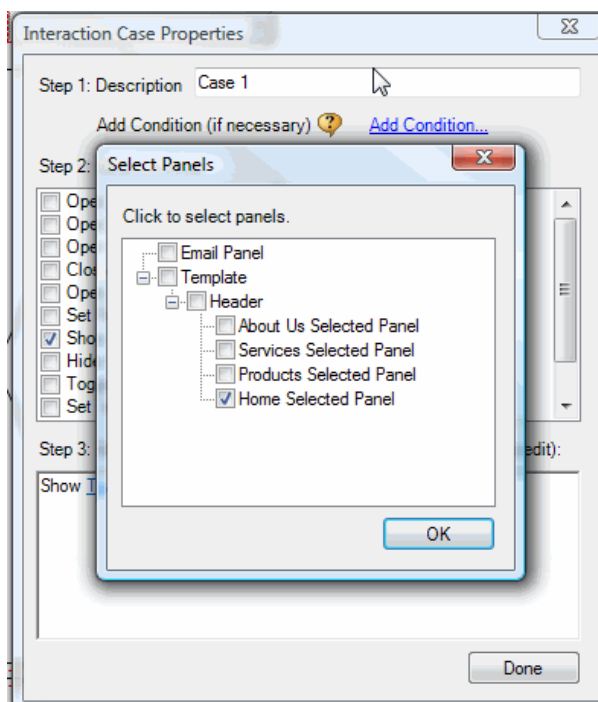 Interaction Case Properties
Step 1: Description Case 1
Add Condition (if necessary) Add Condition...
Step 2:
Select Panels
Click to select panels.
Email Panel
Template
Header
About Us Selected Panel
Services Selected Panel
Products Selected Panel
Home Selected Panel
OK
Set
Set
Step 3: edit):
Show
Done